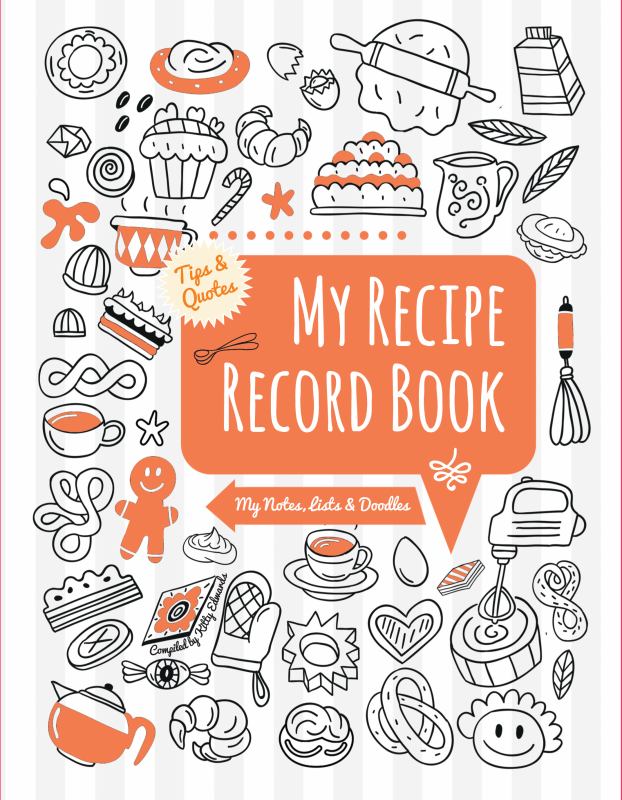 Tips &
Quotes
My Recipe
Record Book
My Notes, Lists & Doodles
Compiled by Kitty Edwards